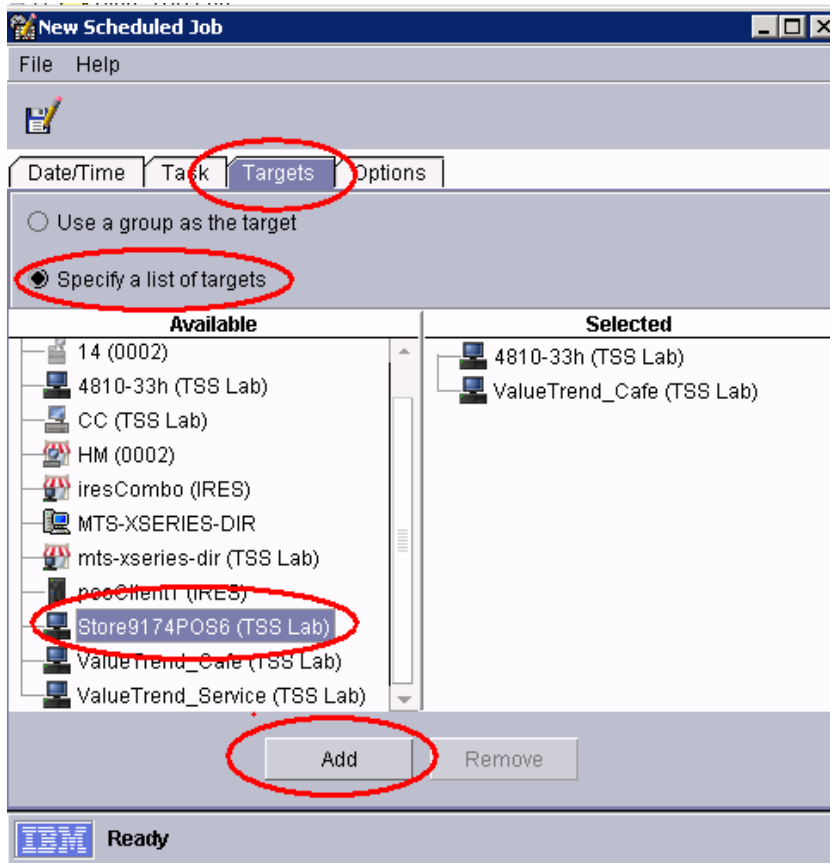 New Scheduled Job
File Help
Date/Time Task Targets Options
Use a group as the target
Specify a list of targets
Available Selected
14 (0002)
4810-33h (TSS Lab)
CC (TSS Lab)
HM (0002)
iresCombo (IRES)
MTS-XSERIES-DIR
mts-xseries-dir (TSS Lab)
posClient1 (IRES)
Store9174POS6 (TSS Lab)
ValueTrend_Cafe (TSS Lab)
ValueTrend_Service (TSS Lab)
4810-33h (TSS Lab)
ValueTrend_Cafe (TSS Lab)
Add Remove
IBM Ready